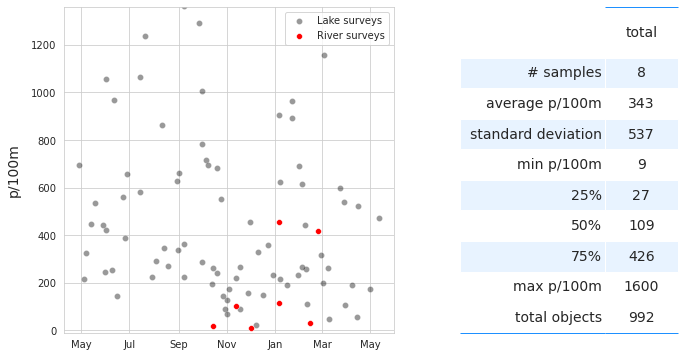 Lake surveys
River surveys
p/100m
1200
1000
800
600
400
200
0
May Jul Sep Nov Jan Mar May
total
# samples 8
average p/100m 343
standard deviation 537
min p/100m 9
25% 27
50% 109
75% 426
max p/100m 1600
total objects 992